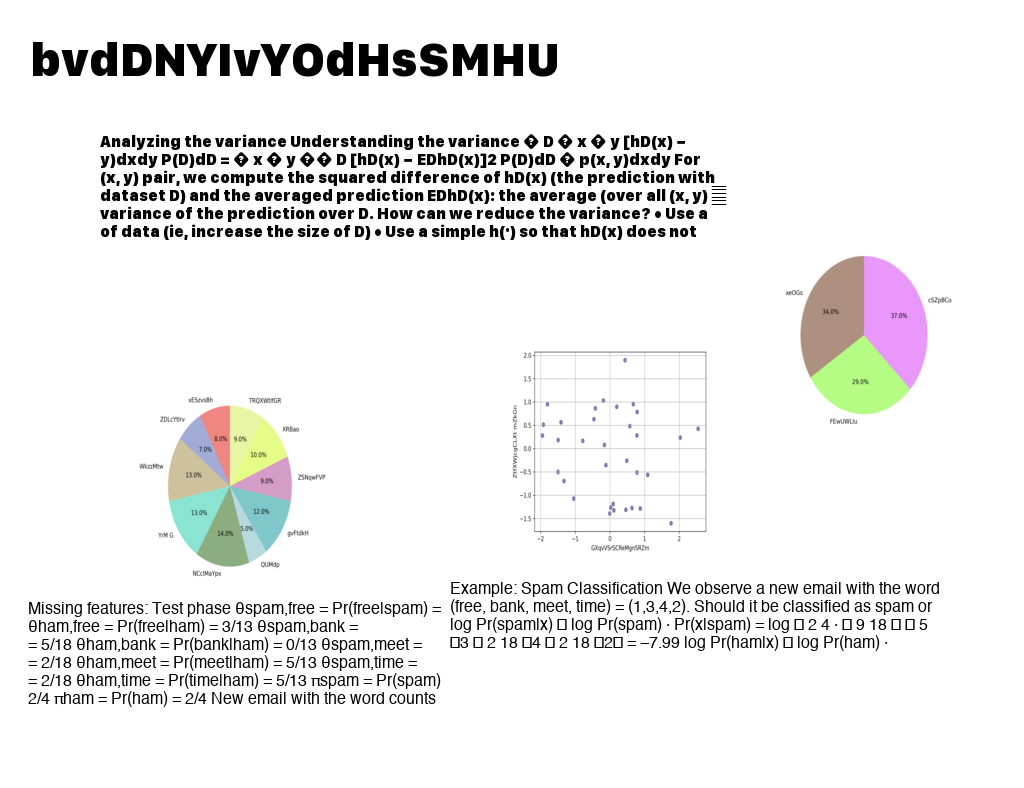 bvdDNYIvYOdHsSMHU
Analyzing the variance Understanding the variance � D � x � y [hD(x) −
y)dxdy P(D)dD = � x � y �� D [hD(x) − EDhD(x)]2 P(D)dD � p(x, y)dxdy For
(x, y) pair, we compute the squared difference of hD(x) (the prediction with
dataset D) and the averaged prediction EDhD(x): the average (over all (x, y)
variance of the prediction over D. How can we reduce the variance? • Use a
of data (ie, increase the size of D) • Use a simple h(·) so that hD(x) does not
xeOGs
cSZpBCo
34.0%
37.0%
29.0%
FEwUWLIu
xESzvsBh
TRQXWtIfGR
ZDLcYtIrv
XRBao
8.0%
9.0%
7.0%
10.0%
WkzzMtw
ZSNqwFVP
13.0%
9.0%
13.0%
12.0%
14.0%
5.0%
YrM G
gvFtdkH
QUMdp
NCclMaYpx
2.0
1.5
1.0
0.5
0.0
−0.5
−1.0
−1.5
−2 −1 0 1 2
GXqvVSrSCReMgnSRZm
Missing features: Test phase θspam,free = Pr(free|spam) =
θham,free = Pr(free|ham) = 3/13 θspam,bank =
= 5/18 θham,bank = Pr(bank|ham) = 0/13 θspam,meet =
= 2/18 θham,meet = Pr(meet|ham) = 5/13 θspam,time =
= 2/18 θham,time = Pr(time|ham) = 5/13 πspam = Pr(spam)
2/4 πham = Pr(ham) = 2/4 New email with the word counts
Example: Spam Classification We observe a new email with the word
(free, bank, meet, time) = (1,3,4,2). Should it be classified as spam or
log Pr(spam|x) □ log Pr(spam) · Pr(x|spam) = log □ 2 4 · □ 9 18 □ □ 5
□3 □ 2 18 □4 □ 2 18 □2□ = −7.99 log Pr(ham|x) □ log Pr(ham) ·